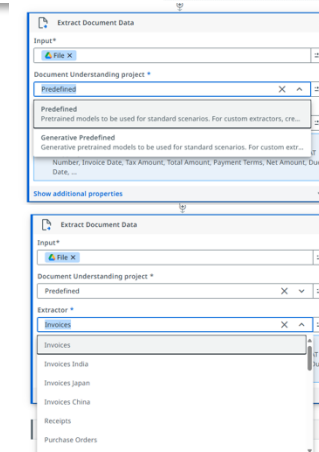 Extract Document Data
Input*
File ×
Document Understanding project *
Predefined
Predefined
Pretrained models to be used for standard scenarios. For custom extractors, cre...
Generative Predefined
Generative pretrained models to be used for standard scenarios. For custom extr...
Number, Invoice Date, Tax Amount, Total Amount, Payment Terms, Net Amount, Du
Date, ...
Show additional properties
Extract Document Data
Input*
File ×
Document Understanding project *
Predefined
Extractor *
Invoices
Invoices
Invoices India
Invoices Japan
Invoices China
Receipts
Purchase Orders